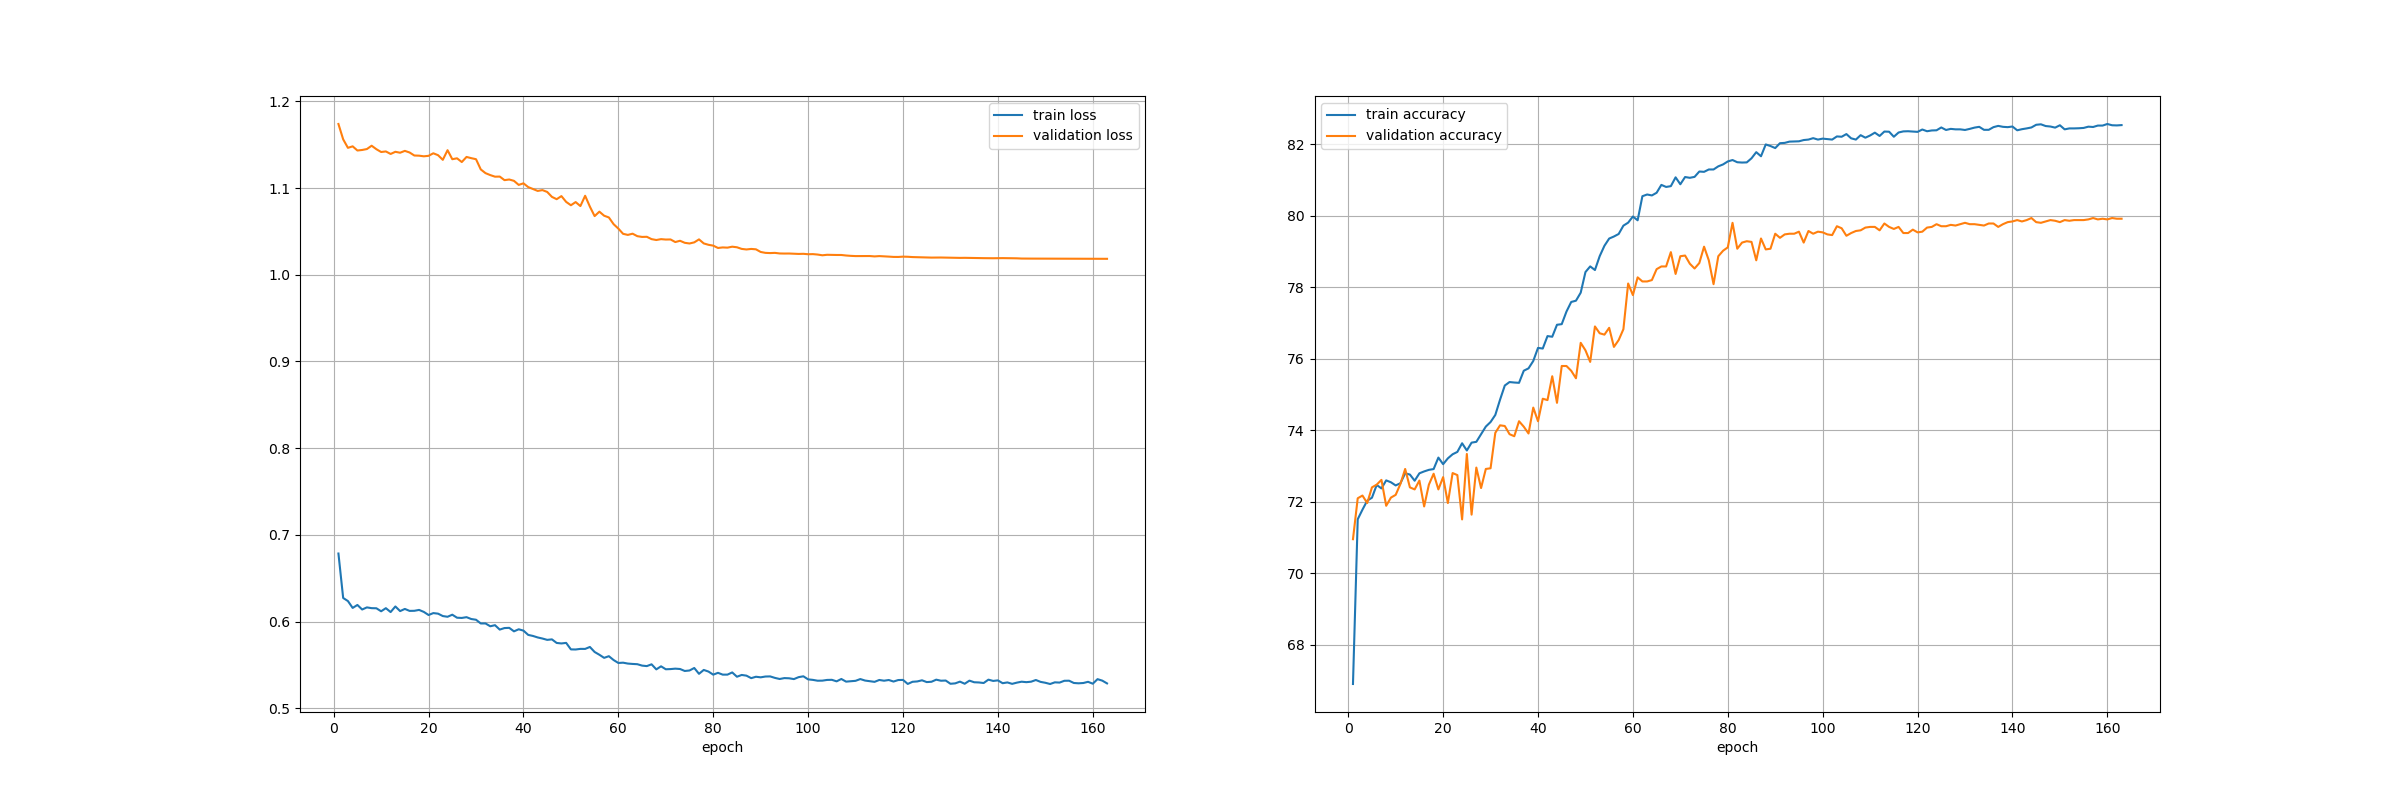 1.2
1.1
1.0
0.9
0.8
0.7
0.6
0.5
0 20 40 60 80 100 120 140 160
epoch
train loss
validation loss
82
80
78
76
74
72
70
68
0 20 40 60 80 100 120 140 160
epoch
train accuracy
validation accuracy